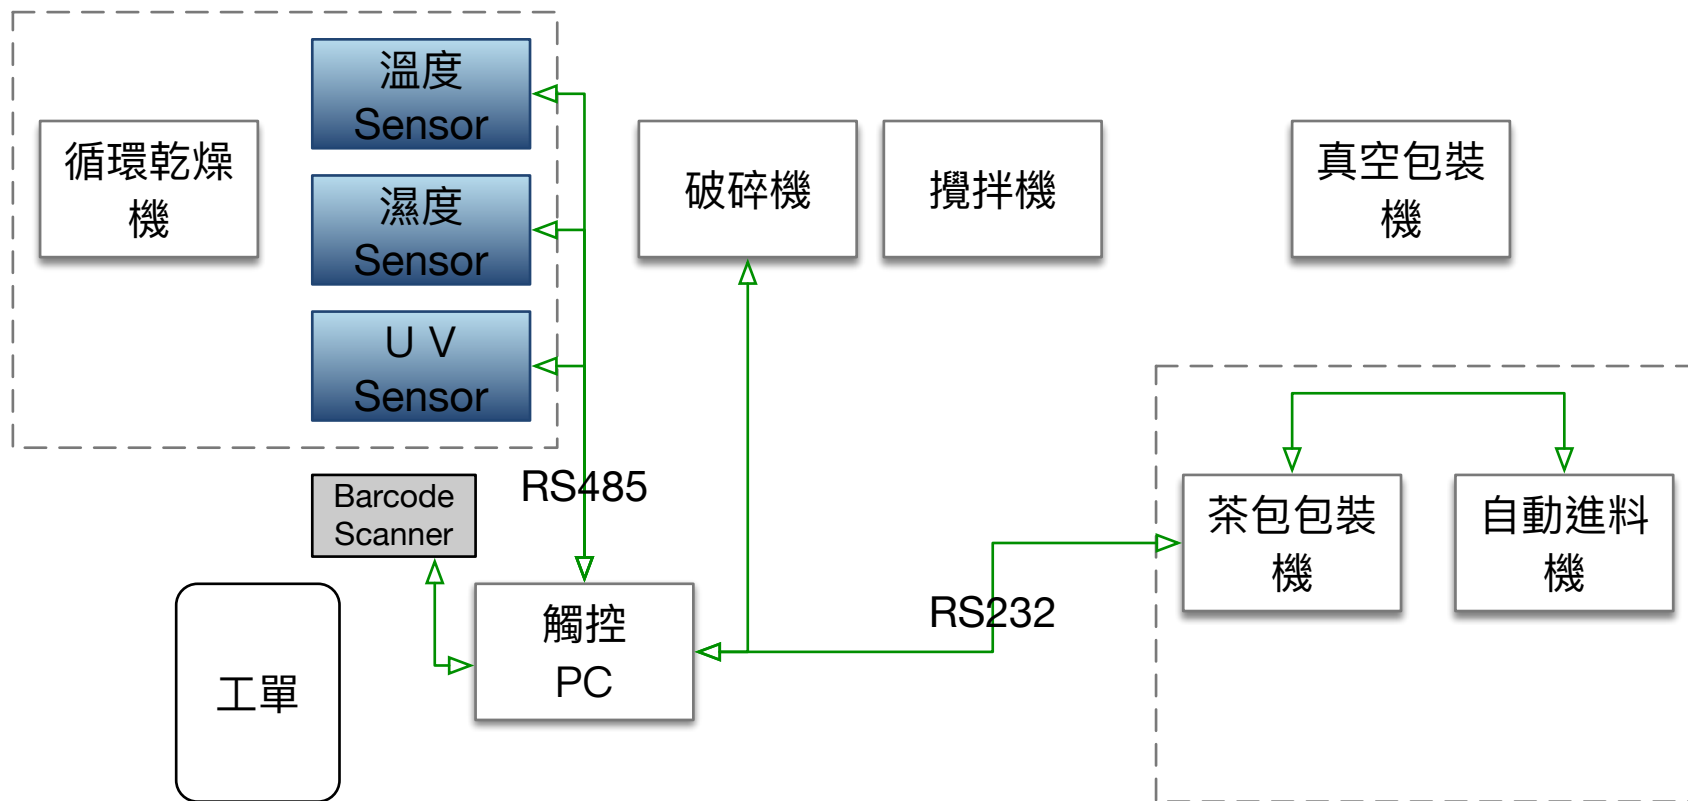 溫度
Sensor
循環乾燥
機
濕度
Sensor
U V
Sensor
破碎機
攪拌機
真空包裝
機
Barcode
Scanner
RS485
工單
觸控
PC
RS232
茶包包裝
機
自動進料
機